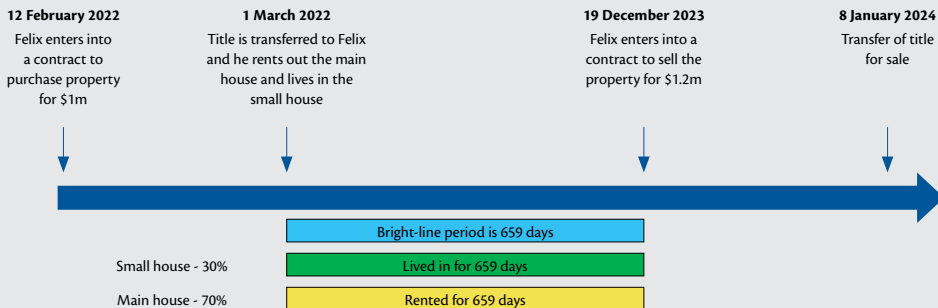 12 February 2022
Felix enters into
a contract to
purchase property
for $1m
1 March 2022
Title is transferred to Felix
and he rents out the main
house and lives in the
small house
19 December 2023
Felix enters into a
contract to sell the
property for $1.2m
8 January 2024
Transfer of title
for sale
Bright-line period is 659 days
Small house - 30%
Lived in for 659 days
Main house - 70%
Rented for 659 days